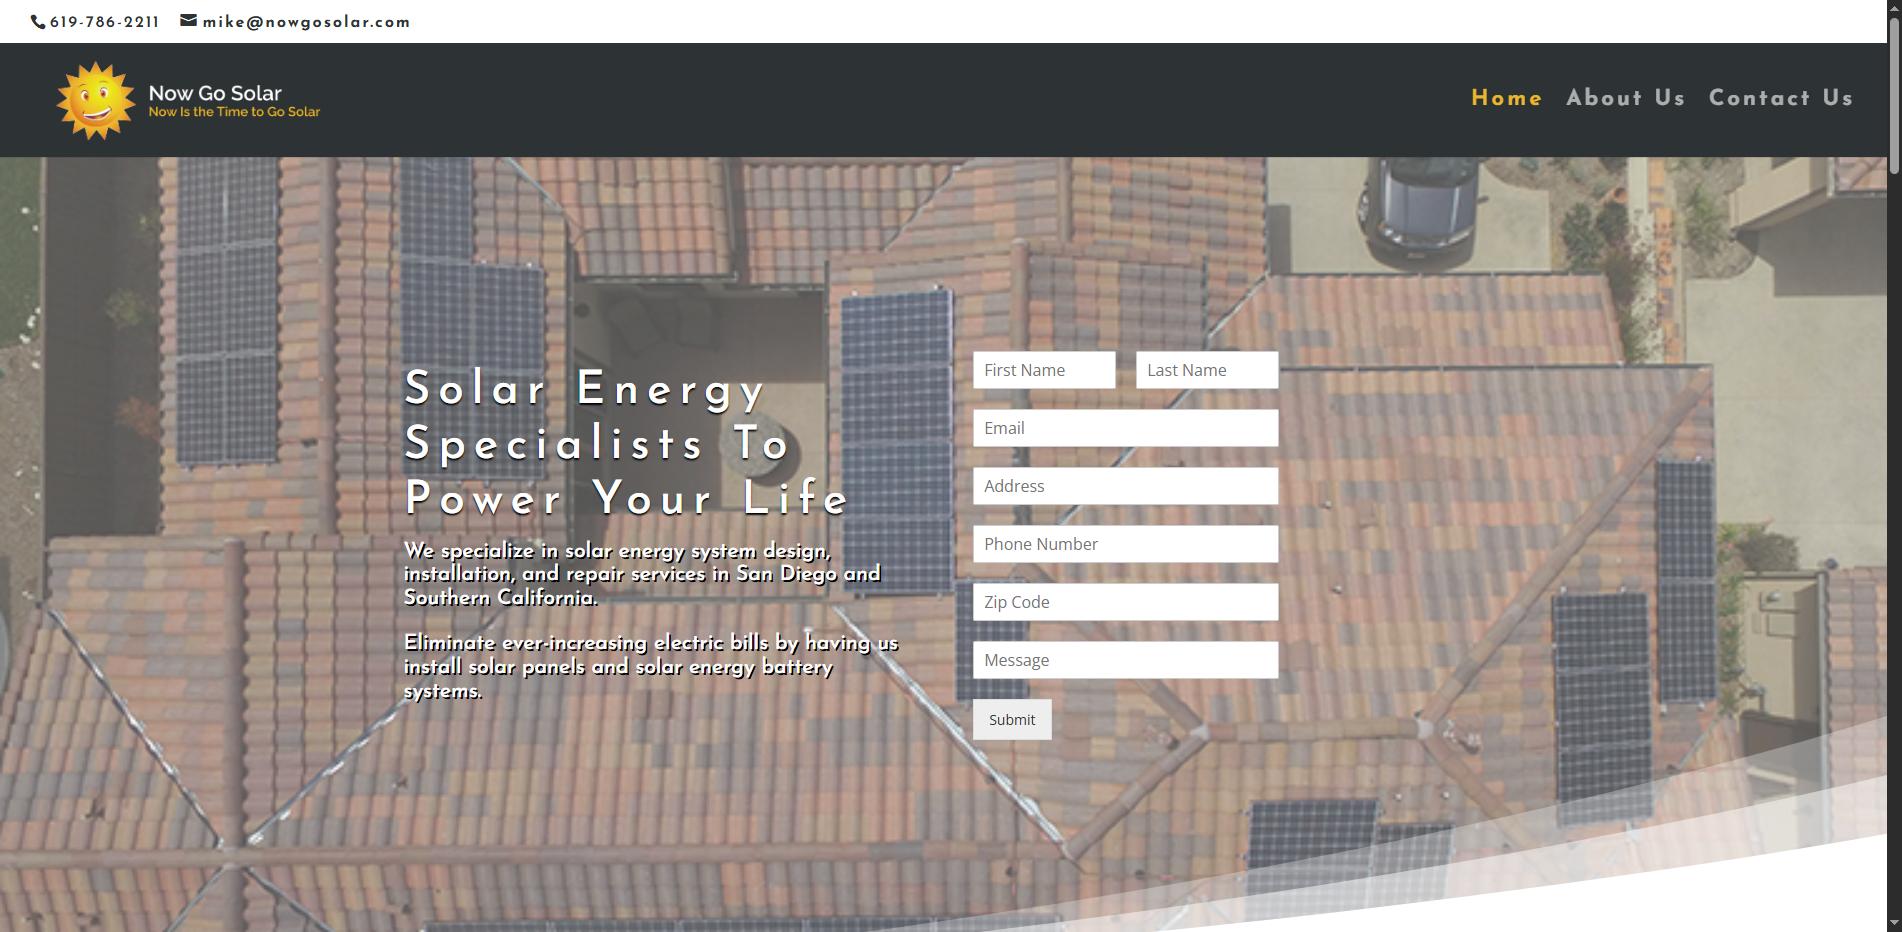 619-786-2211 mike@nowgosolar.com
Now Go Solar
Now Is the Time to Go Solar
Home About Us Contact Us
Solar Energy
Specialists To
Power Your Life
We specialize in solar energy system design,
installation, and repair services in San Diego and
Southern California.
Eliminate ever-increasing electric bills by having us
install solar panels and solar energy battery
systems.
First Name Last Name
Email
Address
Phone Number
Zip Code
Message
Submit